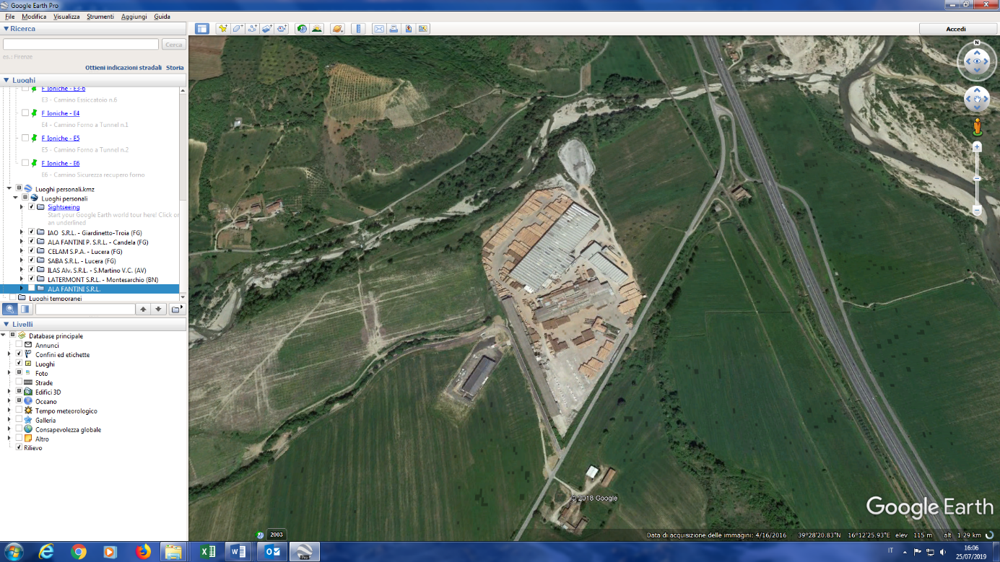 Google Earth Pro
File Modifica Visualizza Strumenti Aggiungi Guida
Ricerca
Accedi
Cerca
es.: Firenze
Ottieni indicazioni stradali Storia
Luoghi
F Ioniche - E3-6
E3 - Camino Essiccatoio n.6
F Ioniche - E4
E4 - Camino Forno a Tunnel n.1
F Ioniche - E5
E5 - Camino Forno a Tunnel n.2
F Ioniche - E6
E6 - Camino Sicurezza recupero forno
Luoghi personali.kmz
Luoghi personali
Sightseeing
Start your Google Earth world tour here! Click or
an underlined
IAO S.R.L. - Giardinetto-Troia (FG)
ALA FANTINI P. S.R.L. - Candela (FG)
CELAM S.P.A. - Lucera (FG)
SABA S.R.L. - Lucera (FG)
ILAS Alv. S.R.L. - S.Martino V.C. (AV)
LATERMONT S.R.L. - Montesarchio (BN)
ALA FANTINI S.R.L.
Luoghi temporanei
Livelli
Database principale
Annunci
Confini ed etichette
Luoghi
Foto
Strade
Edifici 3D
Oceano
Tempo meteorologico
Galleria
Consapevolezza globale
Altro
Rilievo
N
© 2018 Google
Google Earth
2003
Data di acquisizione delle immagini: 4/16/2016 39°28'20.83"N 16°12'25.93"E elev 115 m alt 1.29 km
IT
16:06
25/07/2019